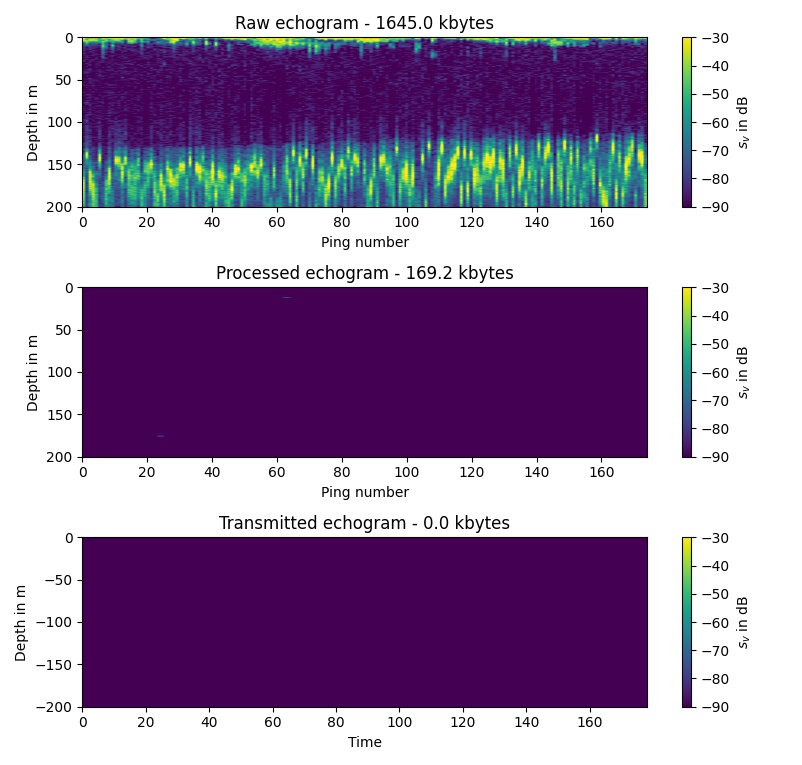 Raw echogram - 1645.0 kbytes
0
50
100
150
200
Depth in m
0 20 40 60 80 100 120 140 160
Ping number
−30
−40
−50
−60
−70
−80
−90
sv in dB
Processed echogram - 169.2 kbytes
0
50
100
150
200
Depth in m
0 20 40 60 80 100 120 140 160
Ping number
−30
−40
−50
−60
−70
−80
−90
sv in dB
Transmitted echogram - 0.0 kbytes
0
−50
−100
−150
−200
Depth in m
0 20 40 60 80 100 120 140 160
Time
−30
−40
−50
−60
−70
−80
−90
sv in dB